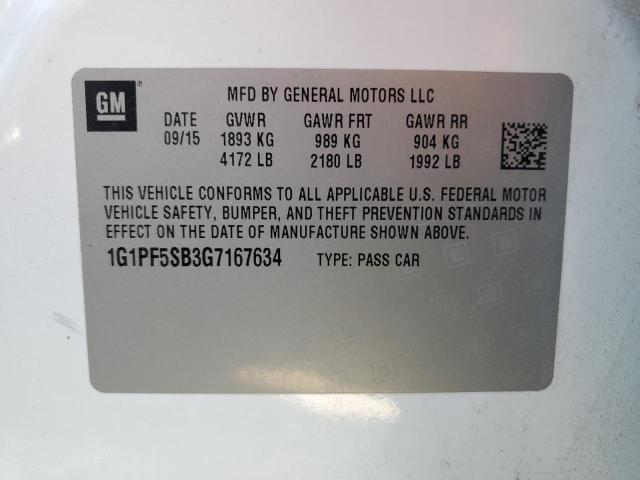 GM
MFD BY GENERAL MOTORS LLC
DATE GVWR GAWR FRT GAWR RR
09/15 1893 KG 989 KG 904 KG
4172 LB 2180 LB 1992 LB
THIS VEHICLE CONFORMS TO ALL APPLICABLE U.S. FEDERAL MOTOR
VEHICLE SAFETY, BUMPER, AND THEFT PREVENTION STANDARDS IN
EFFECT ON THE DATE OF MANUFACTURE SHOWN ABOVE.
1G1PF5SB3G7167634 TYPE: PASS CAR